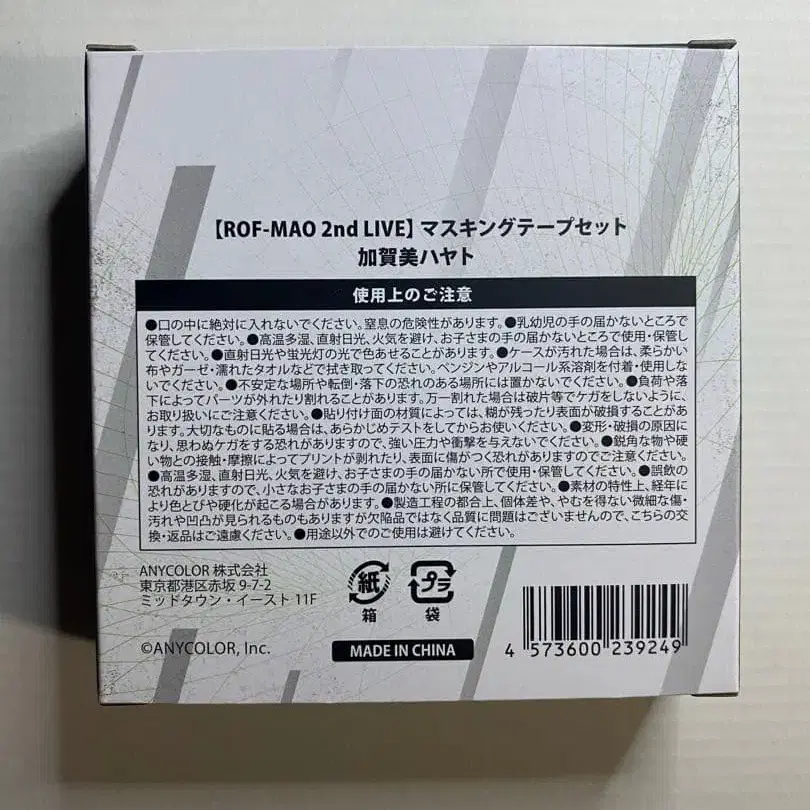 【ROF-MAO 2nd LIVE】マスキングテープセット
加賀美ハヤト
使用上のご注意
●口の中に絶対に入れないでください。窒息の危険性があります。●乳幼児の手の届かないところで
保管してください。●高温多湿、直射日光、火気を避け、お子さまの手の届かないところで使用・保管し
てください。●直射日光や蛍光灯の光で色あせることがあります。●ケースが汚れた場合は、柔らかい
布やガーゼ・濡れたタオルなどで拭き取ってください。ベンジンやアルコール系溶剤を付着・使用しな
いでください。●不安定な場所や転倒・落下の恐れのある場所には置かないでください。●負荷や落
下によってパーツが外れたり割れることがあります。万一割れた場合は破片等でケガをしないように、
お取り扱いにご注意ください。●貼り付け面の材質によっては、糊が残ったり表面が破損することがあ
ります。大切なものに貼る場合は、あらかじめテストをしてからお使いください。●変形・破損の原因に
なり、思わぬケガをする恐れがありますので、強い圧力や衝撃を与えないでください。●鋭角な物や硬
い物との接触・摩擦によってプリントが剥れたり、表面に傷がつく恐れがありますのでご注意ください。
●高温多湿、直射日光、火気を避け、お子さまの手の届かない所で使用・保管してください。●誤飲の
恐れがありますので、小さなお子さまの手の届かない所に保管してください。●素材の特性上、経年に
より色とびや硬化が起こる場合があります。●製造工程の都合上、個体差や、やむを得ない微細な傷・
汚れや凹凸が見られるものもありますが欠陥品ではなく品質に問題はございませんので、こちらの交
換・返品はご遠慮ください。●用途以外でのご使用は避けてください。
ANYCOLOR 株式会社
東京都港区赤坂 9-7-2
ミッドタウン・イースト 11F
©ANYCOLOR, Inc.
紙
箱
プラ
袋
MADE IN CHINA
4 573600 239249